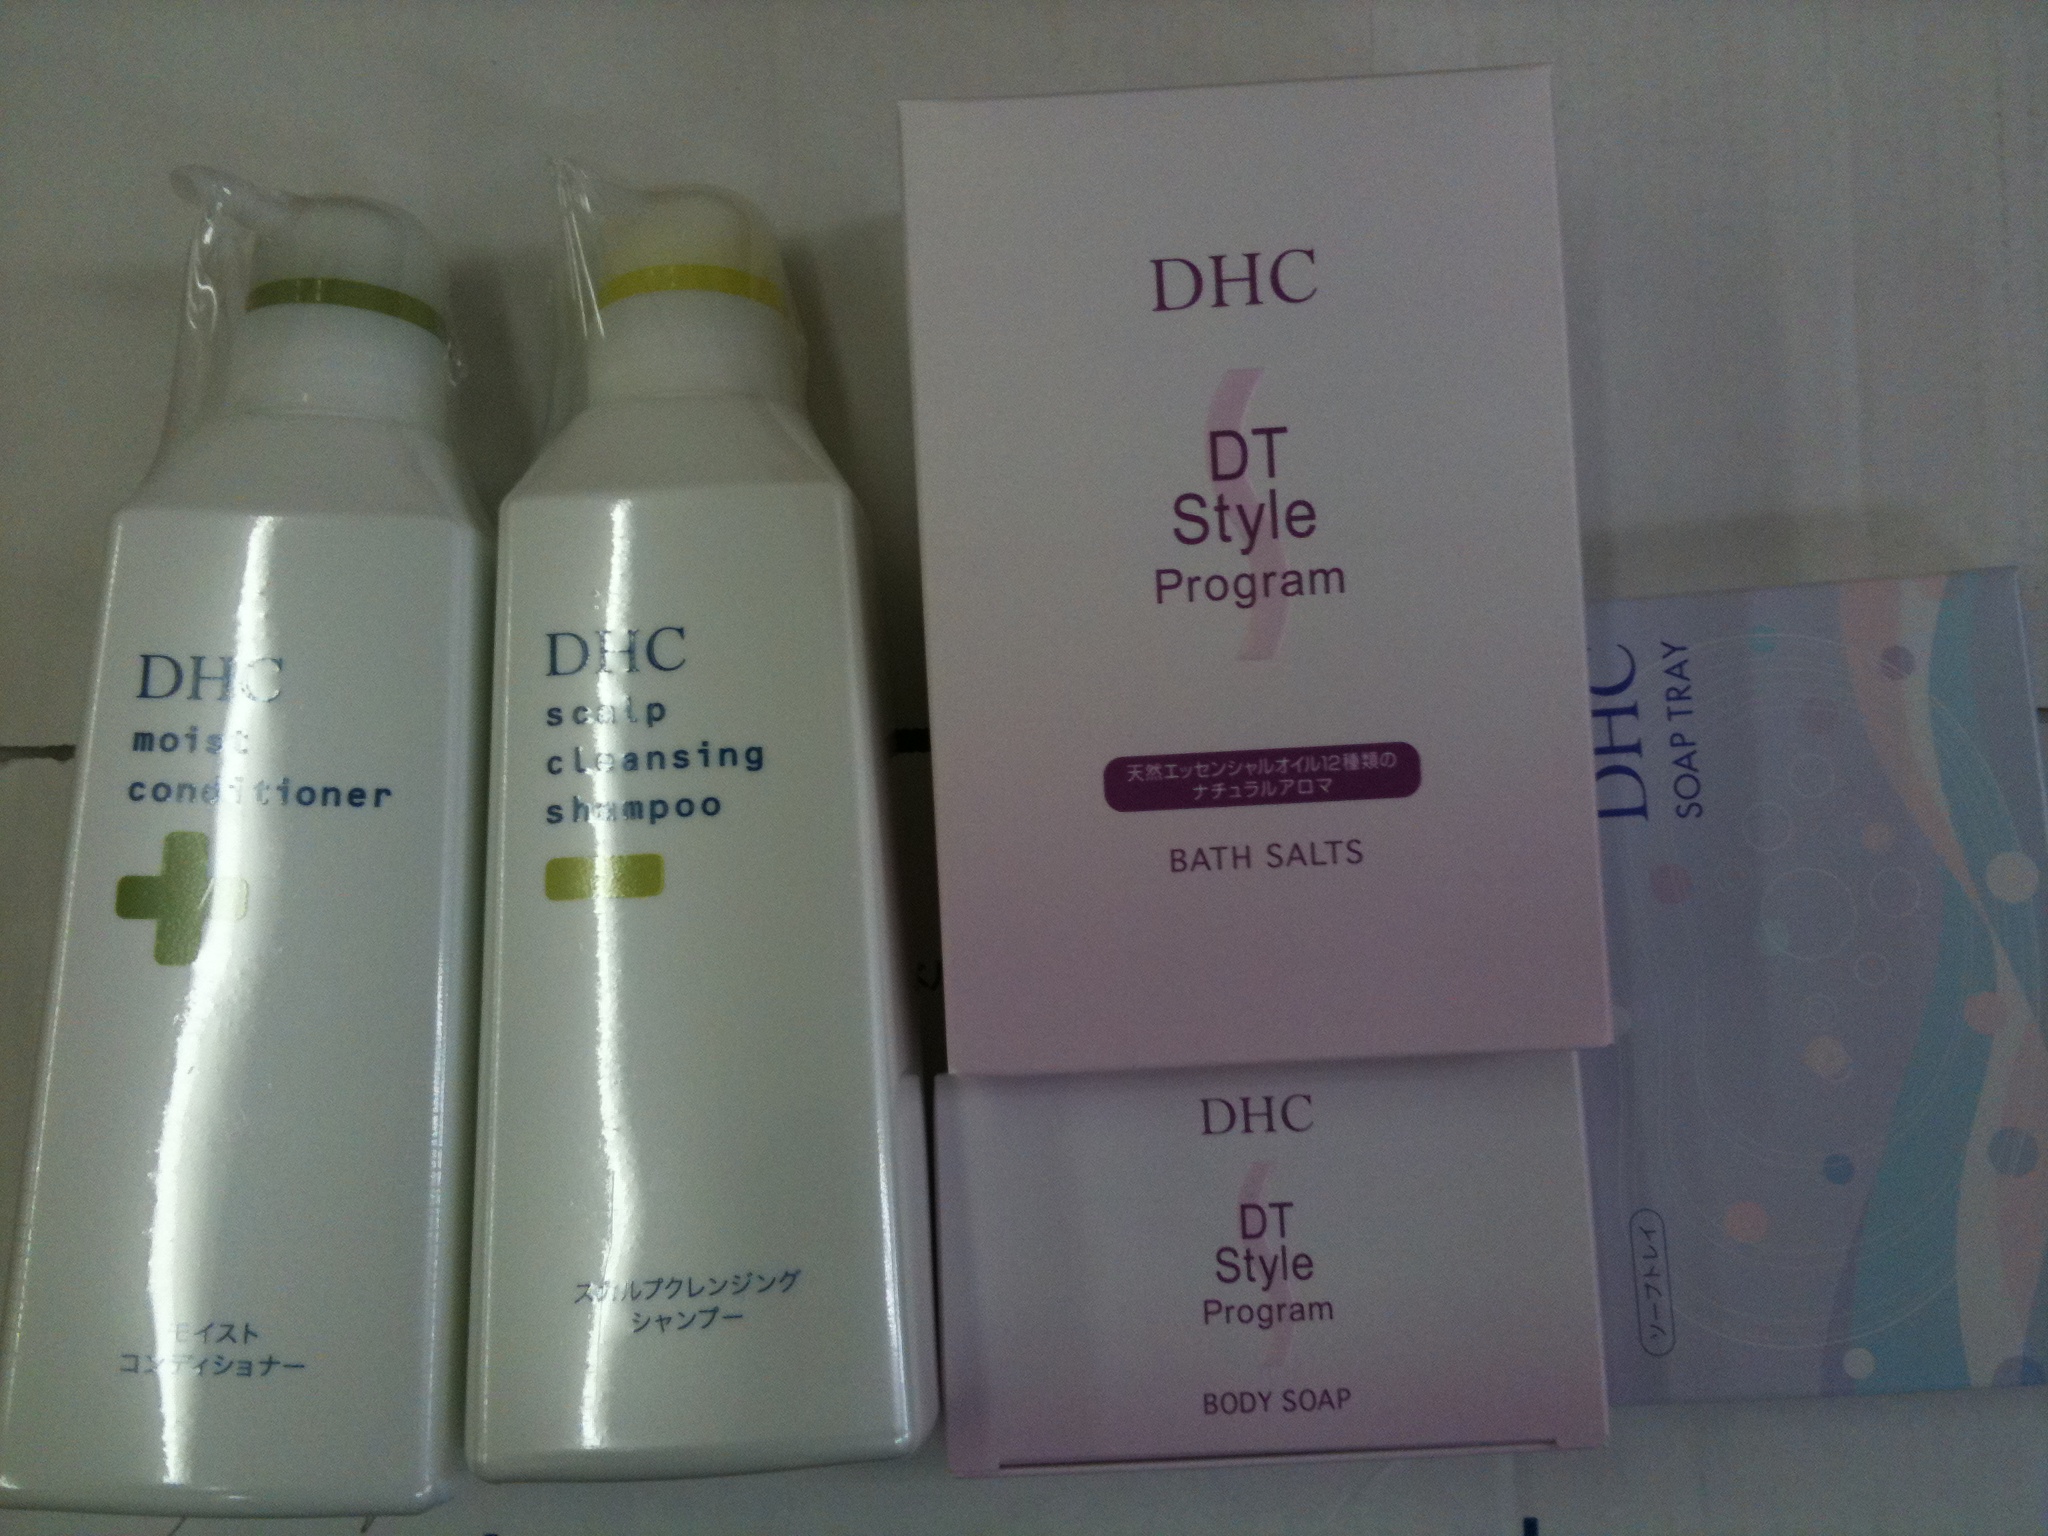 DHC
moist
conditioner
モイスト
コンディショナー
DHC
scalp
cleansing
shampoo
スカルプクレンジング
シャンプー
DHC
DT
Style
Program
天然エッセンシャルオイル12種類の
ナチュラルアロマ
BATH SALTS
DHC
DT
Style
Program
BODY SOAP
DHC
SOAP TRAY
ソープトレイ